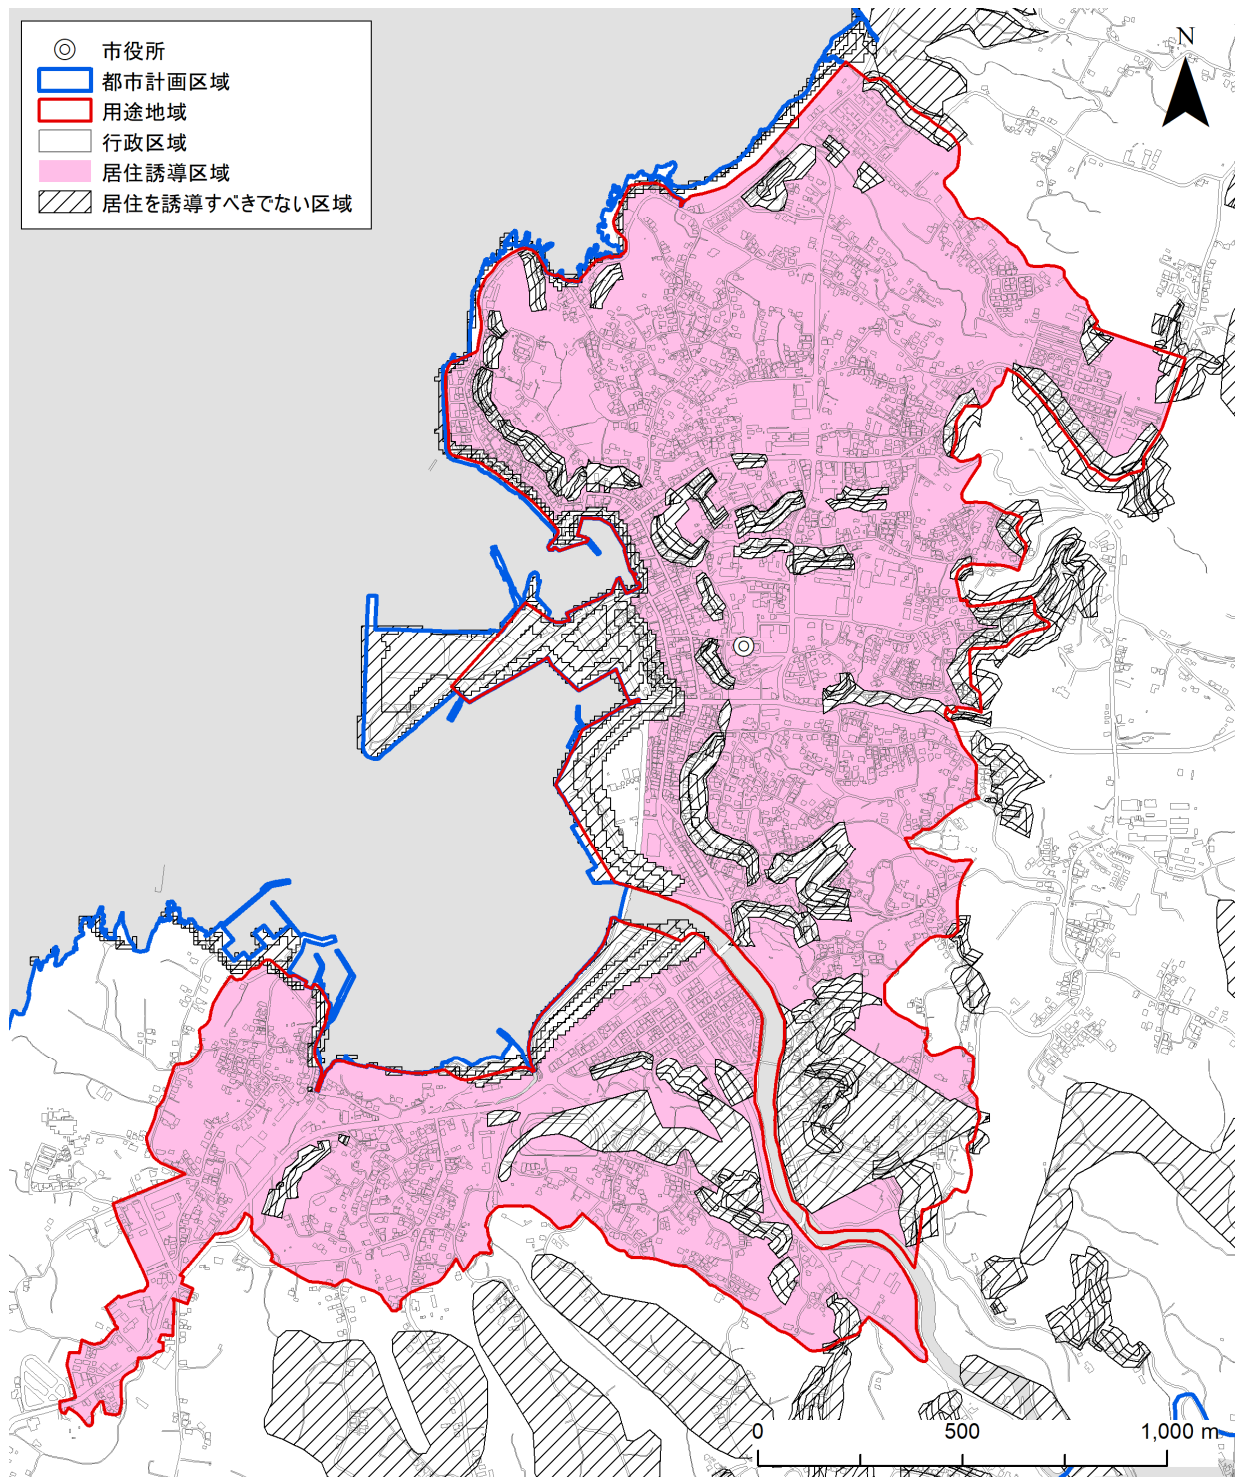 市役所
都市計画区域
用途地域
行政区域
居住誘導区域
居住を誘導すべきでない区域
N
0 500 1,000 m